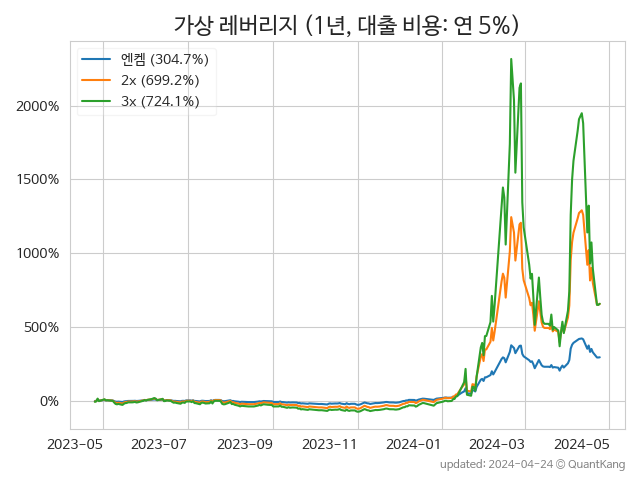 가상 레버리지 (1년, 대출 비용: 연 5%)
엔켐 (304.7%)
2x (699.2%)
3x (724.1%)
2000%
1500%
1000%
500%
0%
2023-05 2023-07 2023-09 2023-11 2024-01 2024-03 2024-05
updated: 2024-04-24 © QuantKang